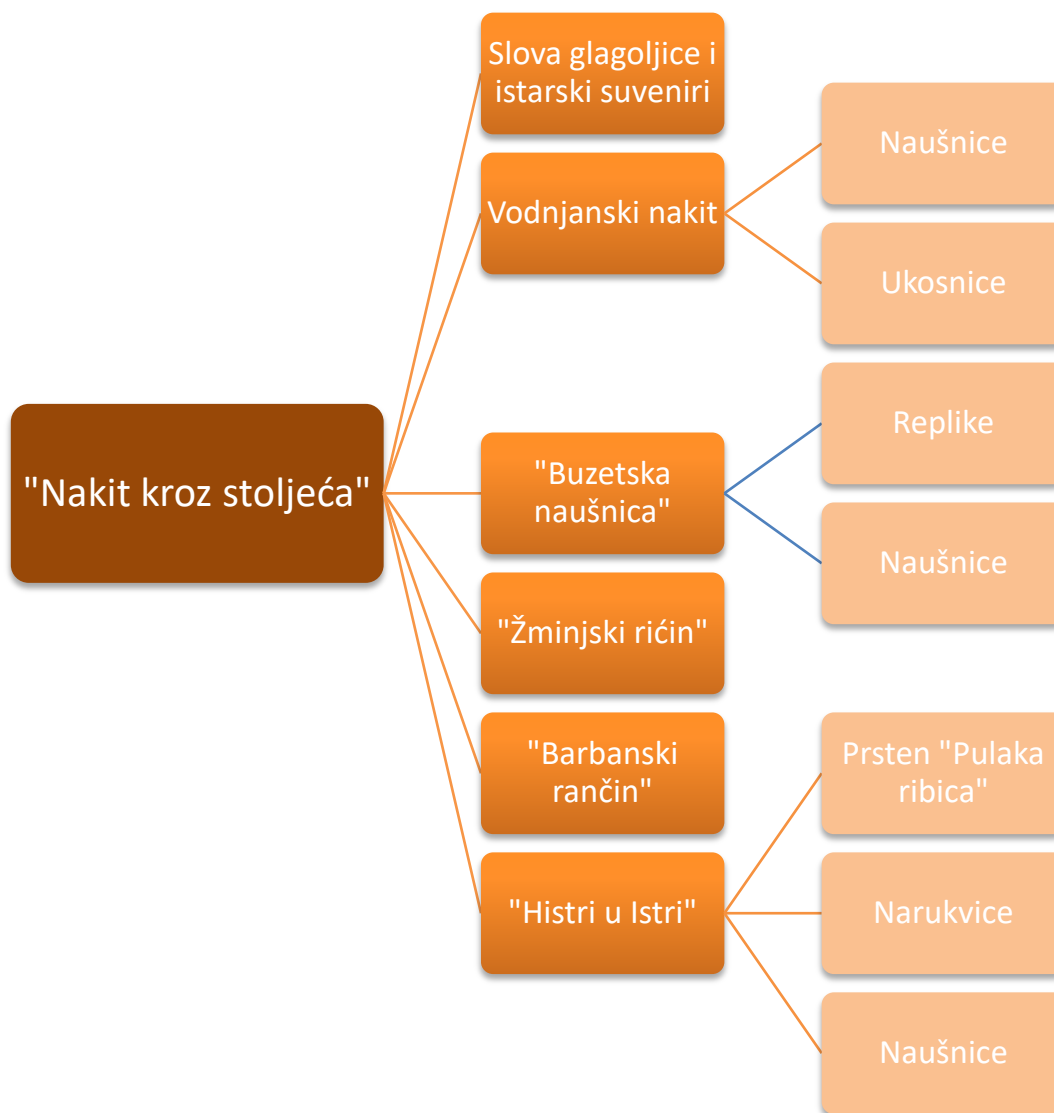 "Nakit kroz stoljeća"
Slova glagoljice i
istarski suveniri
Vodnjanski nakit
Naušnice
Ukosnice
"Buzetska
naušnica"
Replike
Naušnice
"Žminjski rićin"
"Barbanski
rančin"
"Histri u Istri"
Prsten "Pulaka
ribica"
Narukvice
Naušnice